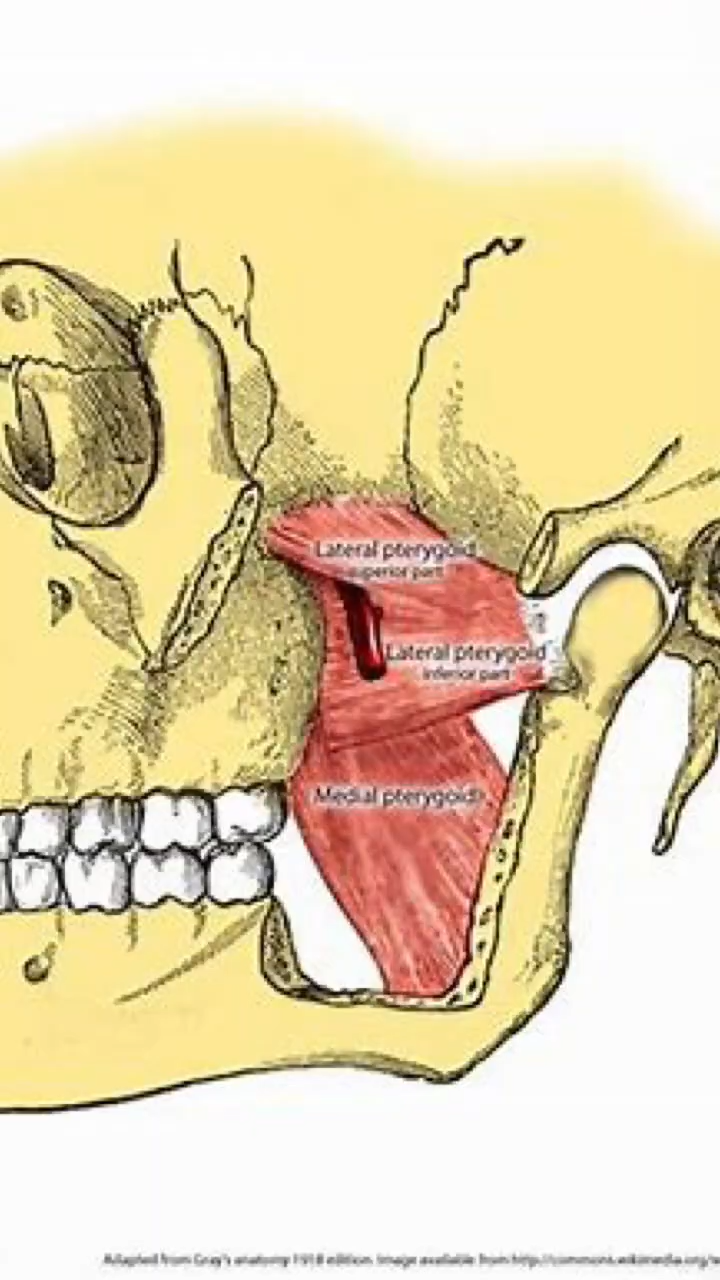 Lateral pterygoid
superior part
Lateral pterygoid
inferior part
Medial pterygoid
Adapted from Gray's anatomy 1918 edition. Image available from http://commons.wikimedia.org/w